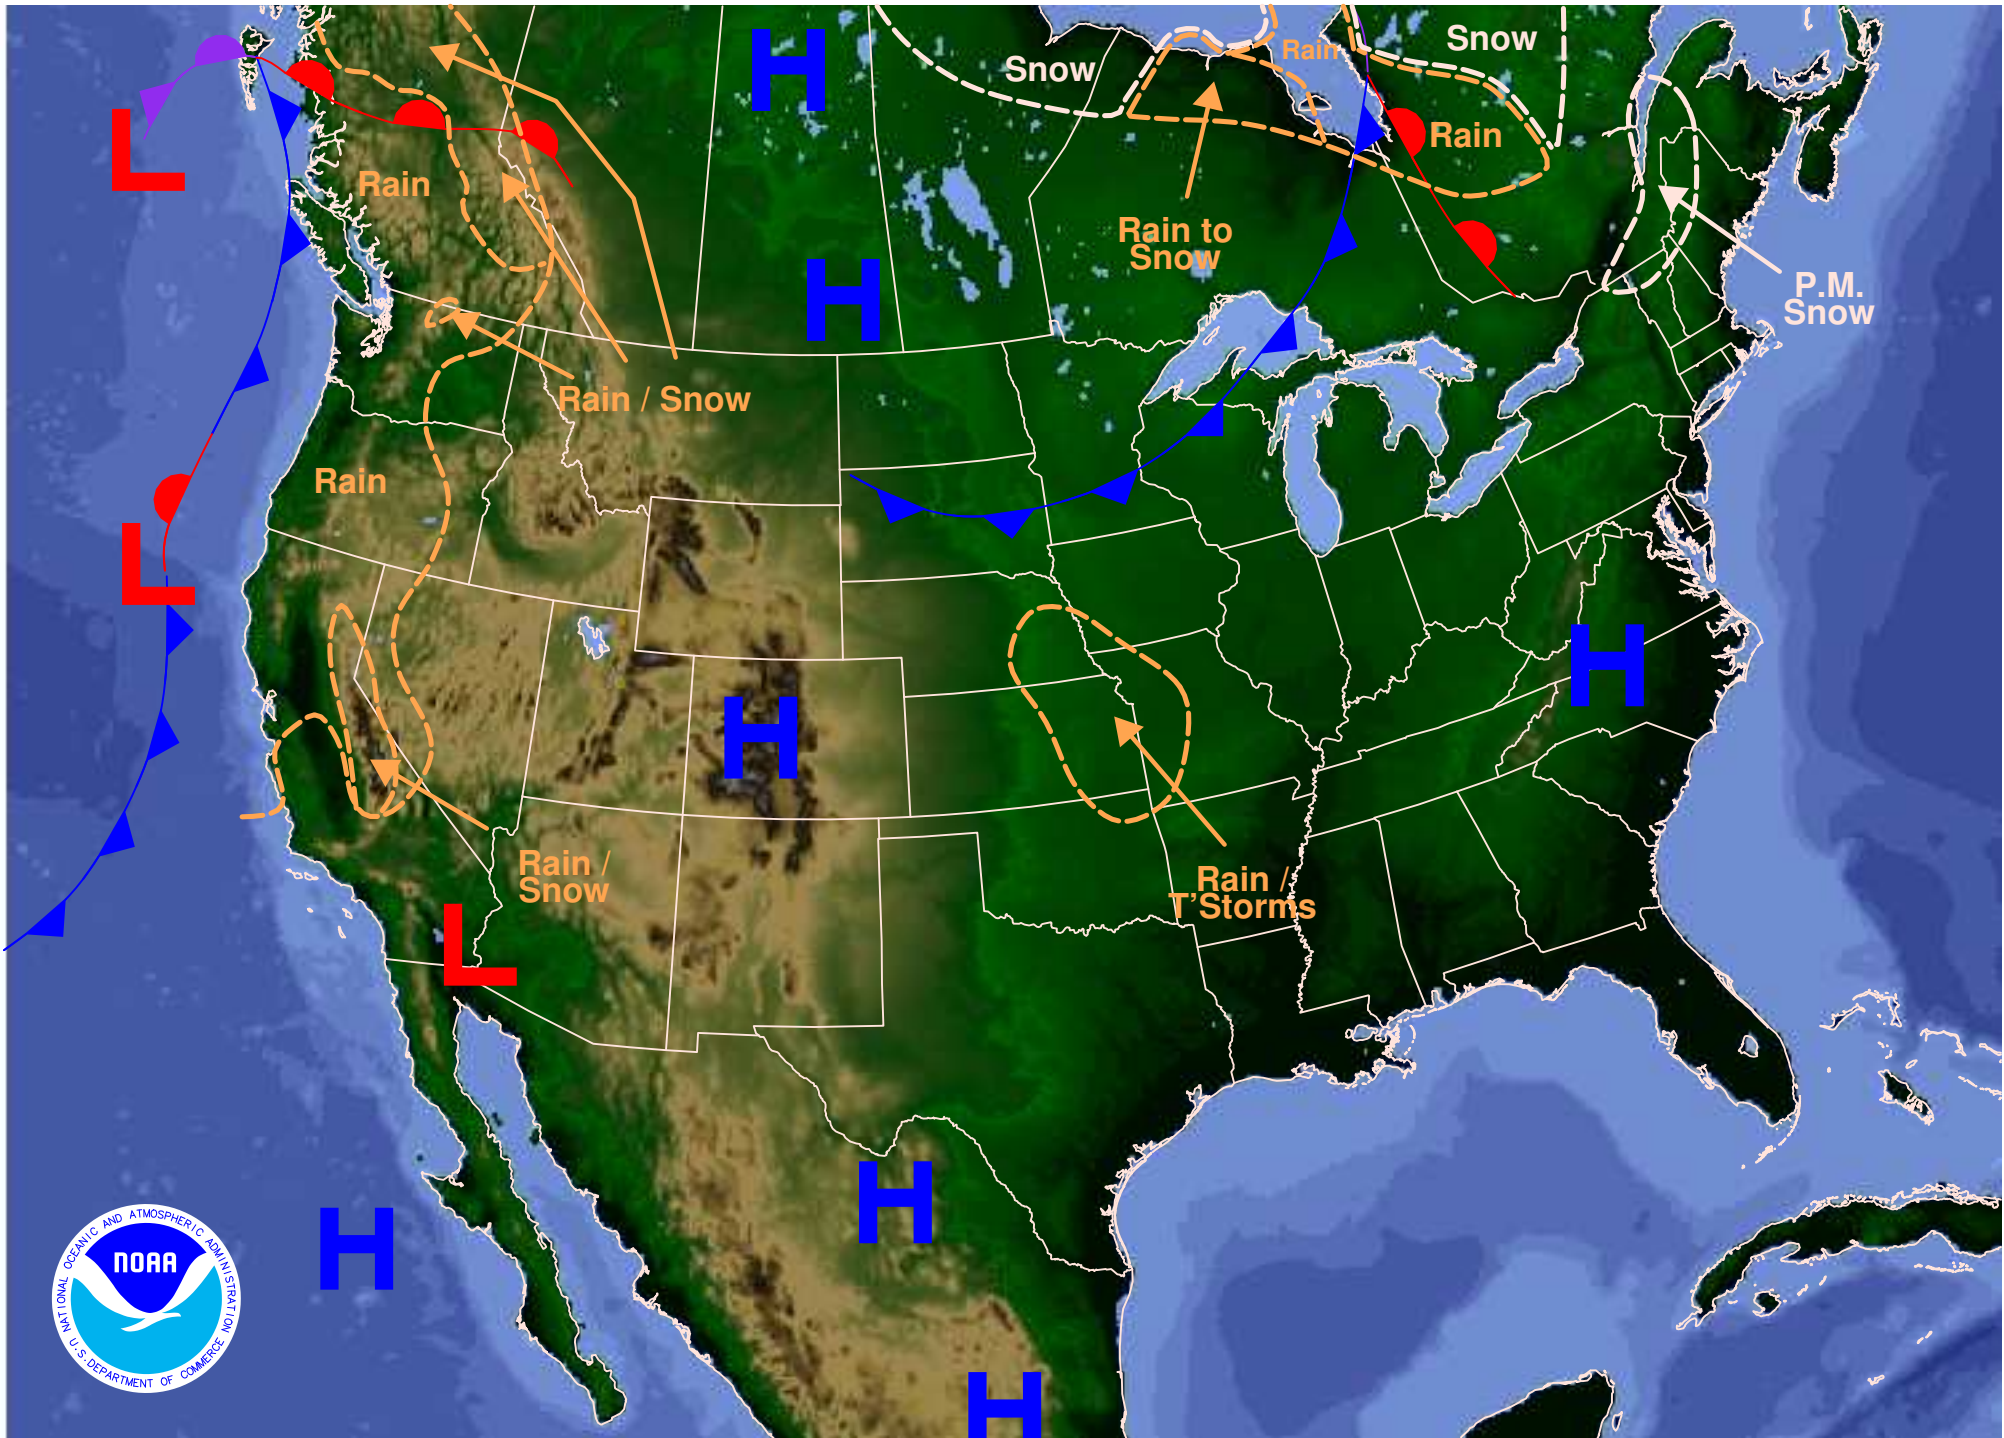 H
Snow
Rain
Snow
L
Rain
Rain
Rain to
Snow
H
P.M.
Snow
Rain / Snow
Rain
L
H
H
Rain /
Snow
Rain /
T'Storms
L
H
H
H
NATIONAL OCEANIC AND ATMOSPHERIC ADMINISTRATION
NOAA
U.S. DEPARTMENT OF COMMERCE